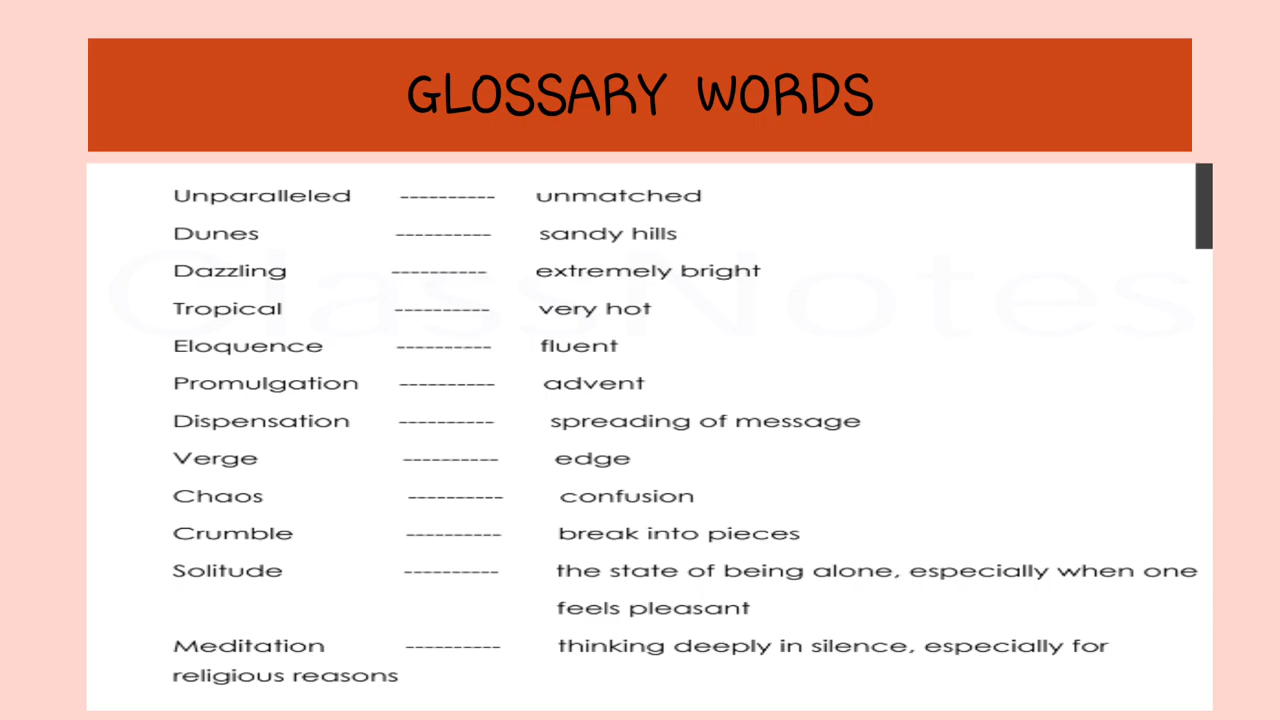 GLOSSARY WORDS
Unparalleled ---------- unmatched
Dunes ---------- sandy hills
Dazzling ---------- extremely bright
Tropical ---------- very hot
Eloquence ---------- fluent
Promulgation ---------- advent
Dispensation ---------- spreading of message
Verge ---------- edge
Chaos ---------- confusion
Crumble ---------- break into pieces
Solitude ---------- the state of being alone, especially when one
feels pleasant
Meditation ---------- thinking deeply in silence, especially for
religious reasons
ClassNotes